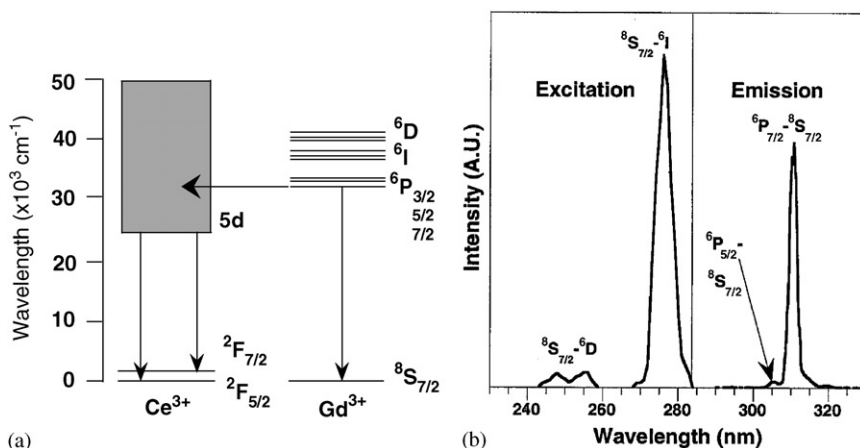 50
40
30
20
10
0
Wavelength (x10³ cm⁻¹)
5d
²F₇/₂
²F₅/₂
Ce³⁺
⁶D
⁶I
⁶P₃/₂
5/2
7/2
⁸S₇/₂
Gd³⁺
(a)
Intensity (A.U.)
⁸S₇/₂-⁶I
Excitation
Emission
⁶P₇/₂-⁸S₇/₂
⁶P₅/₂-
⁸S₇/₂
⁸S₇/₂-⁶D
240 260 280 300 320
Wavelength (nm)
(b)